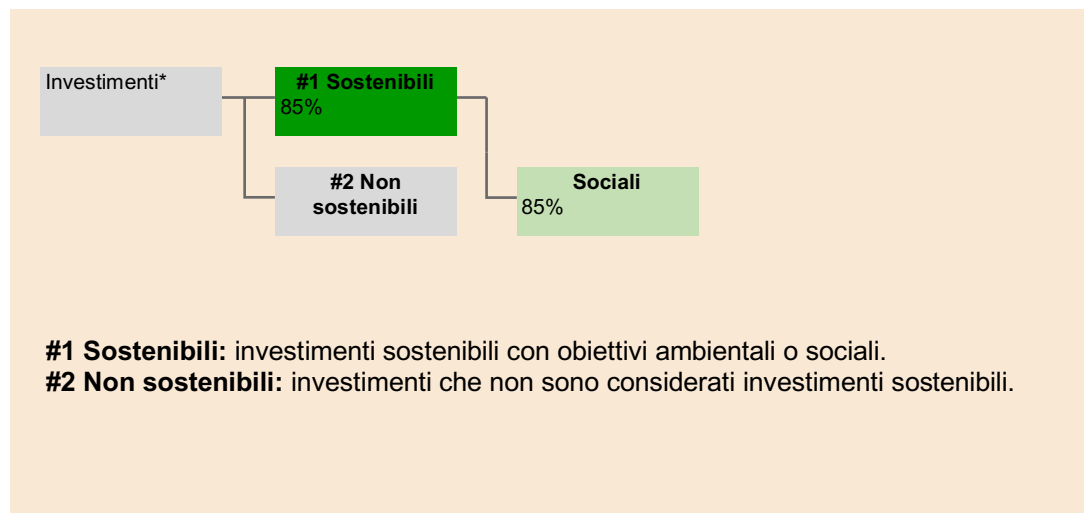 Investimenti*
#1 Sostenibili
85%
#2 Non
sostenibili
Sociali
85%
#1 Sostenibili: investimenti sostenibili con obiettivi ambientali o sociali.
#2 Non sostenibili: investimenti che non sono considerati investimenti sostenibili.